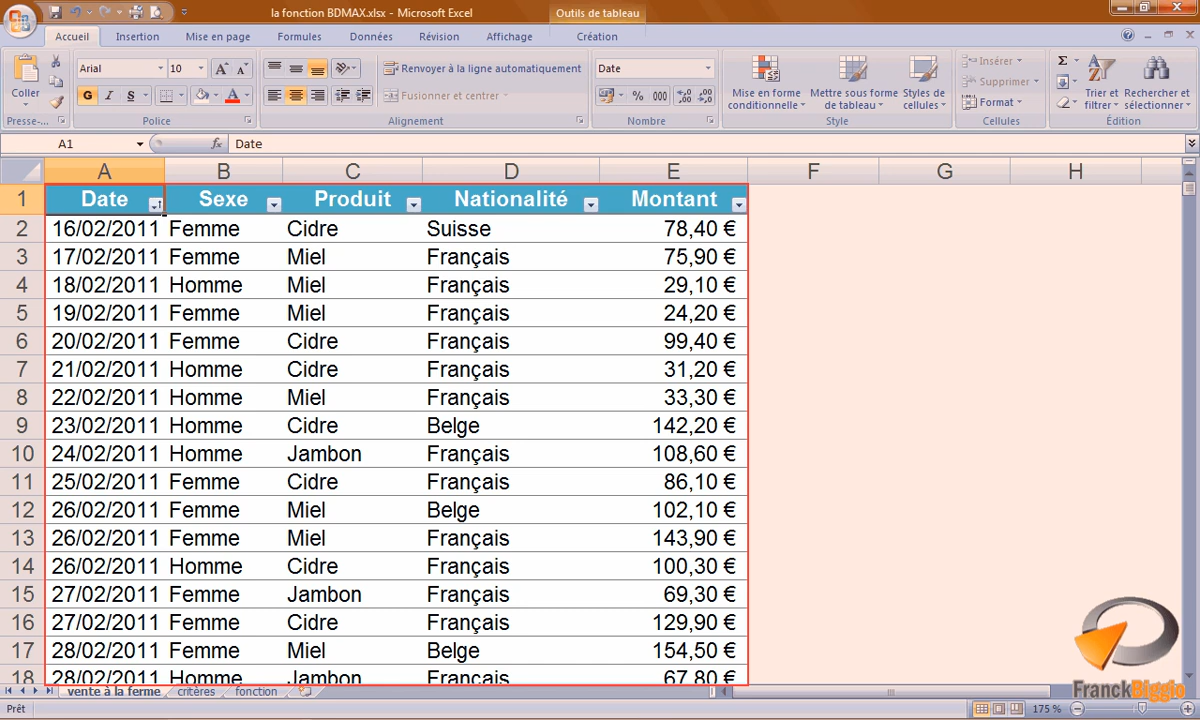 la fonction BDMAX.xlsx - Microsoft Excel
Outils de tableau
Accueil Insertion Mise en page Formules Données Révision Affichage Création
Coller
Arial 10
Renvoyer à la ligne automatiquement
Date
G I S
Fusionner et centrer
% 000
Mise en forme conditionnelle
Mettre sous forme de tableau
Styles de cellules
Insérer
Supprimer
Format
Σ
Trier et filtrer
Rechercher et sélectionner
Presse-... Police Alignement Nombre Style Cellules Édition
A1 fx Date
A B C D E F G H
1 Date Sexe Produit Nationalité Montant
2 16/02/2011 Femme Cidre Suisse 78,40 €
3 17/02/2011 Femme Miel Français 75,90 €
4 18/02/2011 Homme Miel Français 29,10 €
5 19/02/2011 Femme Miel Français 24,20 €
6 20/02/2011 Femme Cidre Français 99,40 €
7 21/02/2011 Homme Cidre Français 31,20 €
8 22/02/2011 Homme Miel Français 33,30 €
9 23/02/2011 Homme Cidre Belge 142,20 €
10 24/02/2011 Homme Jambon Français 108,60 €
11 25/02/2011 Femme Cidre Français 86,10 €
12 26/02/2011 Femme Miel Belge 102,10 €
13 26/02/2011 Femme Miel Français 143,90 €
14 26/02/2011 Homme Cidre Français 100,30 €
15 27/02/2011 Femme Jambon Français 69,30 €
16 27/02/2011 Femme Cidre Français 129,90 €
17 28/02/2011 Femme Miel Belge 154,50 €
18 28/02/2011 Homme Jambon Français 67,80 €
vente à la ferme critères fonction
FranckBiggio
Prêt 175 %